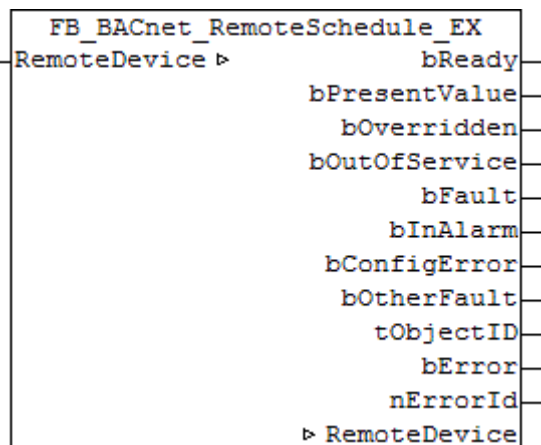 FB_BACnet_RemoteSchedule_EX
RemoteDevice ▹ bReady
bPresentValue
bOverridden
bOutOfService
bFault
bInAlarm
bConfigError
bOtherFault
tObjectID
bError
nErrorId
▹ RemoteDevice